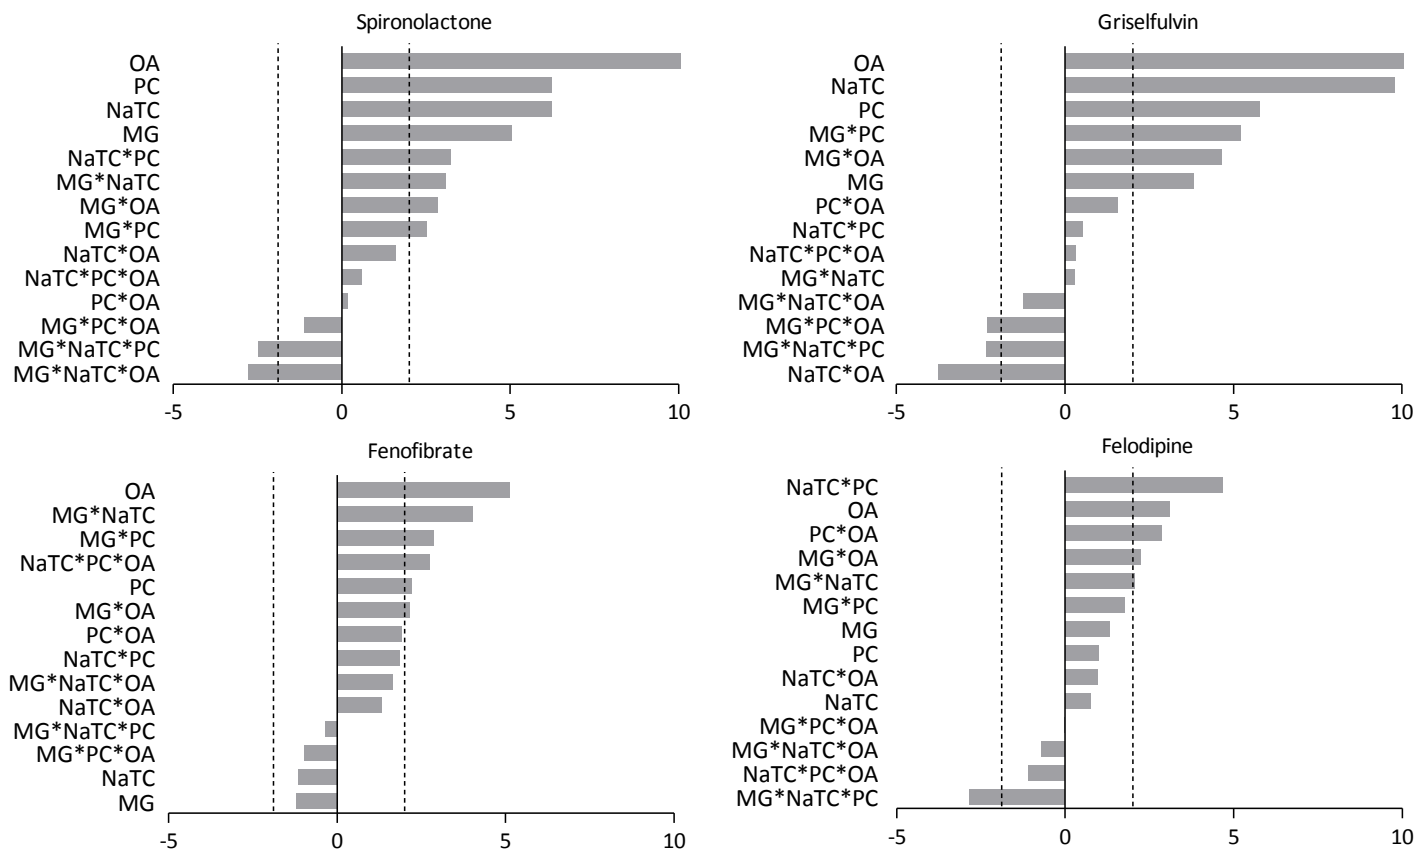 Spironolactone
OA
PC
NaTC
MG
NaTC*PC
MG*NaTC
MG*OA
MG*PC
NaTC*OA
NaTC*PC*OA
PC*OA
MG*PC*OA
MG*NaTC*PC
MG*NaTC*OA
-5 0 5 10
Griselfulvin
OA
NaTC
PC
MG*PC
MG*OA
MG
PC*OA
NaTC*PC
NaTC*PC*OA
MG*NaTC
MG*NaTC*OA
MG*PC*OA
MG*NaTC*PC
NaTC*OA
-5 0 5 10
Fenofibrate
OA
MG*NaTC
MG*PC
NaTC*PC*OA
PC
MG*OA
PC*OA
NaTC*PC
MG*NaTC*OA
NaTC*OA
MG*NaTC*PC
MG*PC*OA
NaTC
MG
-5 0 5 10
Felodipine
NaTC*PC
OA
PC*OA
MG*OA
MG*NaTC
MG*PC
MG
PC
NaTC*OA
NaTC
MG*PC*OA
MG*NaTC*OA
NaTC*PC*OA
MG*NaTC*PC
-5 0 5 10